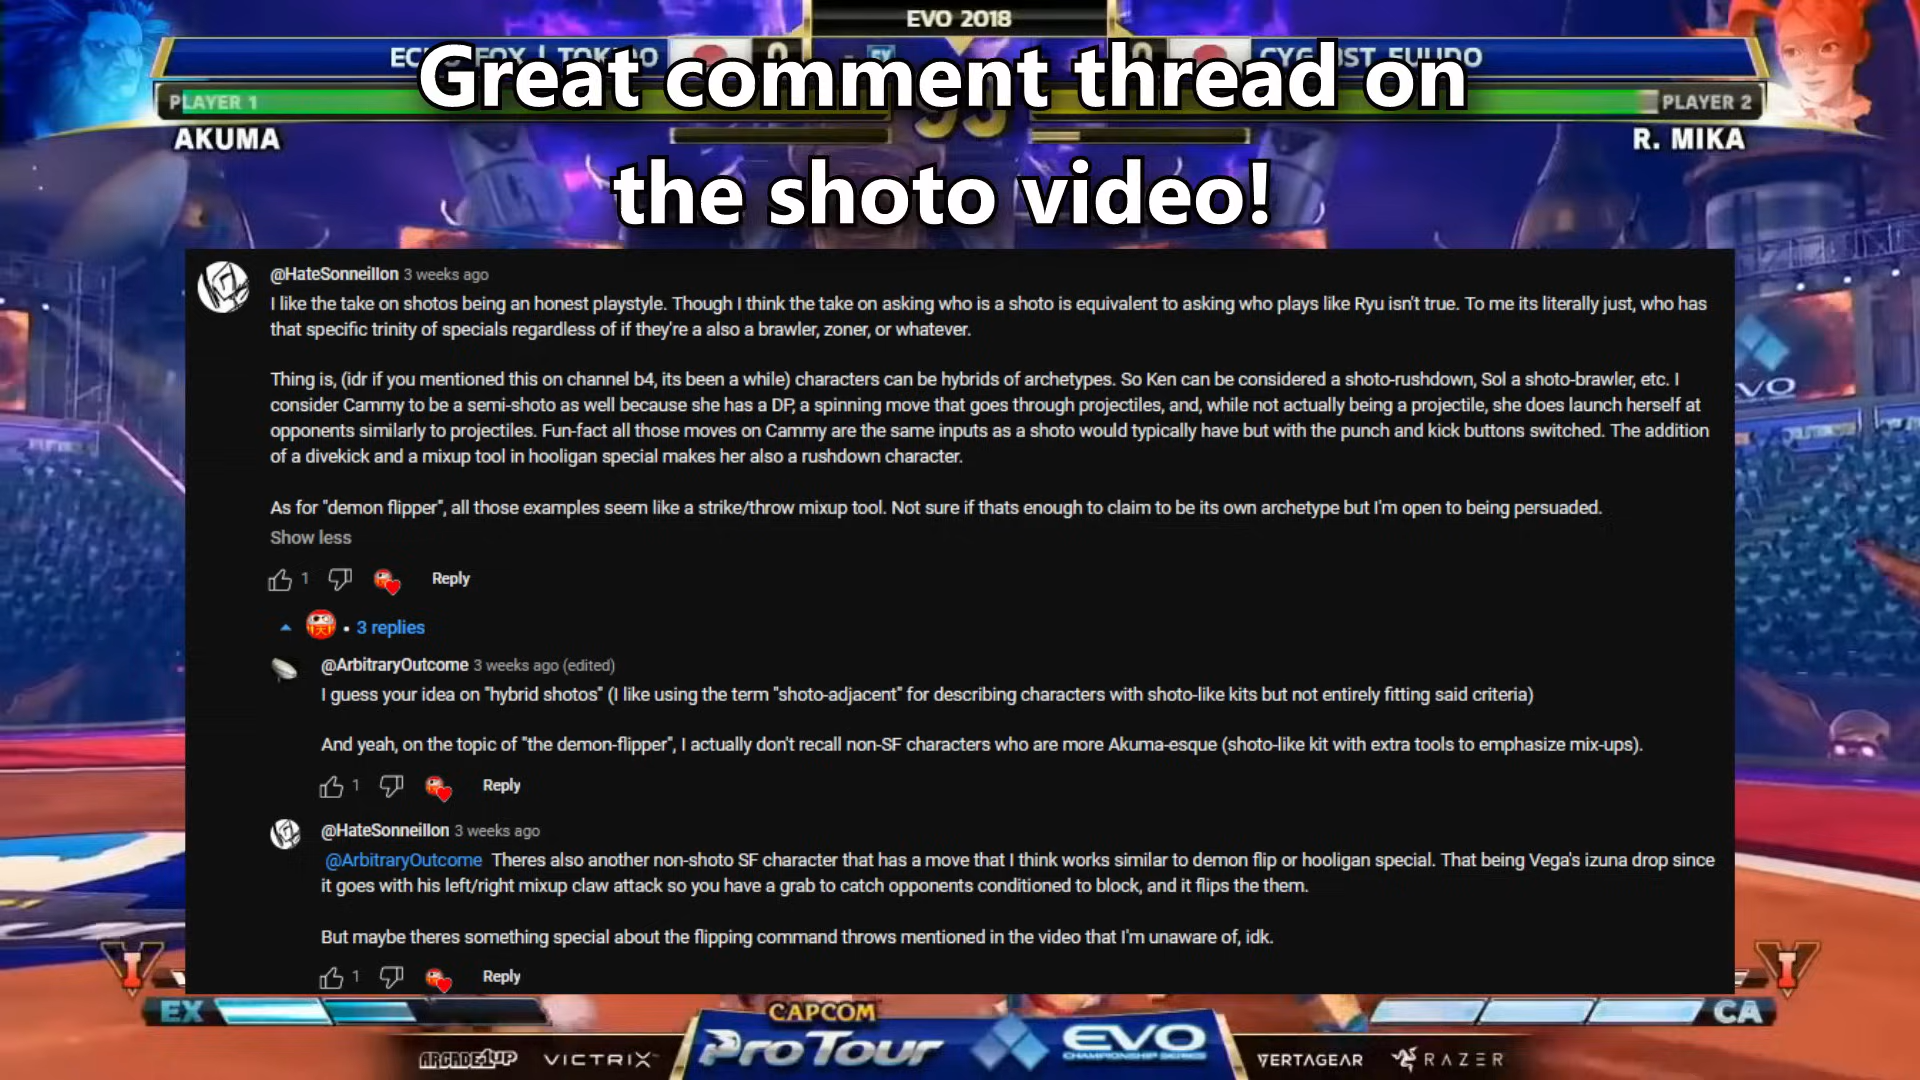 EVO 2018
PLAYER 1
PLAYER 2
AKUMA
R. MIKA
Great comment thread on
the shoto video!
@HateSonneillon 3 weeks ago
I like the take on shotos being an honest playstyle. Though I think the take on asking who is a shoto is equivalent to asking who plays like Ryu isn't true. To me its literally just, who has
that specific trinity of specials regardless of if they're a also a brawler, zoner, or whatever.
Thing is, (idr if you mentioned this on channel b4, its been a while) characters can be hybrids of archetypes. So Ken can be considered a shoto-rushdown, Sol a shoto-brawler, etc. I
consider Cammy to be a semi-shoto as well because she has a DP, a spinning move that goes through projectiles, and, while not actually being a projectile, she does launch herself at
opponents similarly to projectiles. Fun-fact all those moves on Cammy are the same inputs as a shoto would typically have but with the punch and kick buttons switched. The addition
of a divekick and a mixup tool in hooligan special makes her also a rushdown character.
As for "demon flipper", all those examples seem like a strike/throw mixup tool. Not sure if thats enough to claim to be its own archetype but I'm open to being persuaded.
Show less
1 Reply
• 3 replies
@ArbitraryOutcome 3 weeks ago (edited)
I guess your idea on "hybrid shotos" (I like using the term "shoto-adjacent" for describing characters with shoto-like kits but not entirely fitting said criteria)
And yeah, on the topic of "the demon-flipper", I actually don't recall non-SF characters who are more Akuma-esque (shoto-like kit with extra tools to emphasize mix-ups).
1 Reply
@HateSonneillon 3 weeks ago
@ArbitraryOutcome Theres also another non-shoto SF character that has a move that I think works similar to demon flip or hooligan special. That being Vega's izuna drop since
it goes with his left/right mixup claw attack so you have a grab to catch opponents conditioned to block, and it flips the them.
But maybe theres something special about the flipping command throws mentioned in the video that I'm unaware of, idk.
1 Reply
EX
CA
CAPCOM
Pro Tour
EVO
CHAMPIONSHIP SERIES
ARCADE1UP
VICTRIX
VERTAGEAR
RAZER